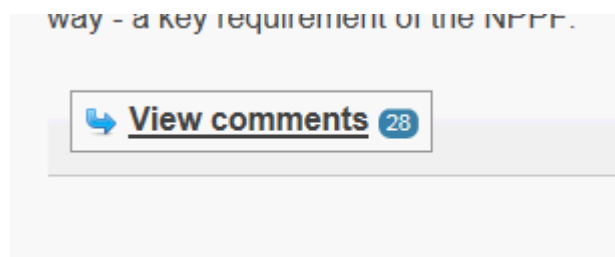 way - a key requirement of the NPPF.
View comments 28